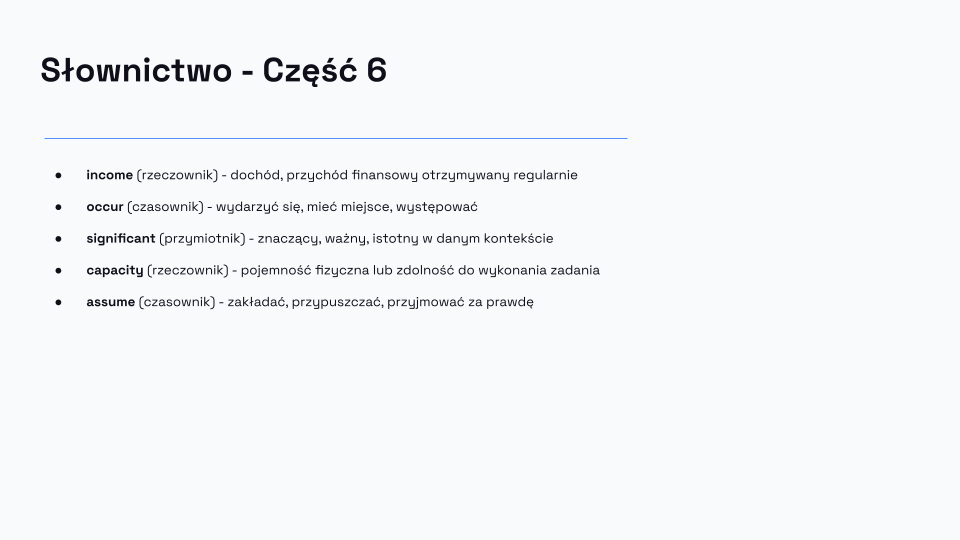 Słownictwo - Część 6
● income (rzeczownik) - dochód, przychód finansowy otrzymywany regularnie
● occur (czasownik) - wydarzyć się, mieć miejsce, występować
● significant (przymiotnik) - znaczący, ważny, istotny w danym kontekście
● capacity (rzeczownik) - pojemność fizyczna lub zdolność do wykonania zadania
● assume (czasownik) - zakładać, przypuszczać, przyjmować za prawdę